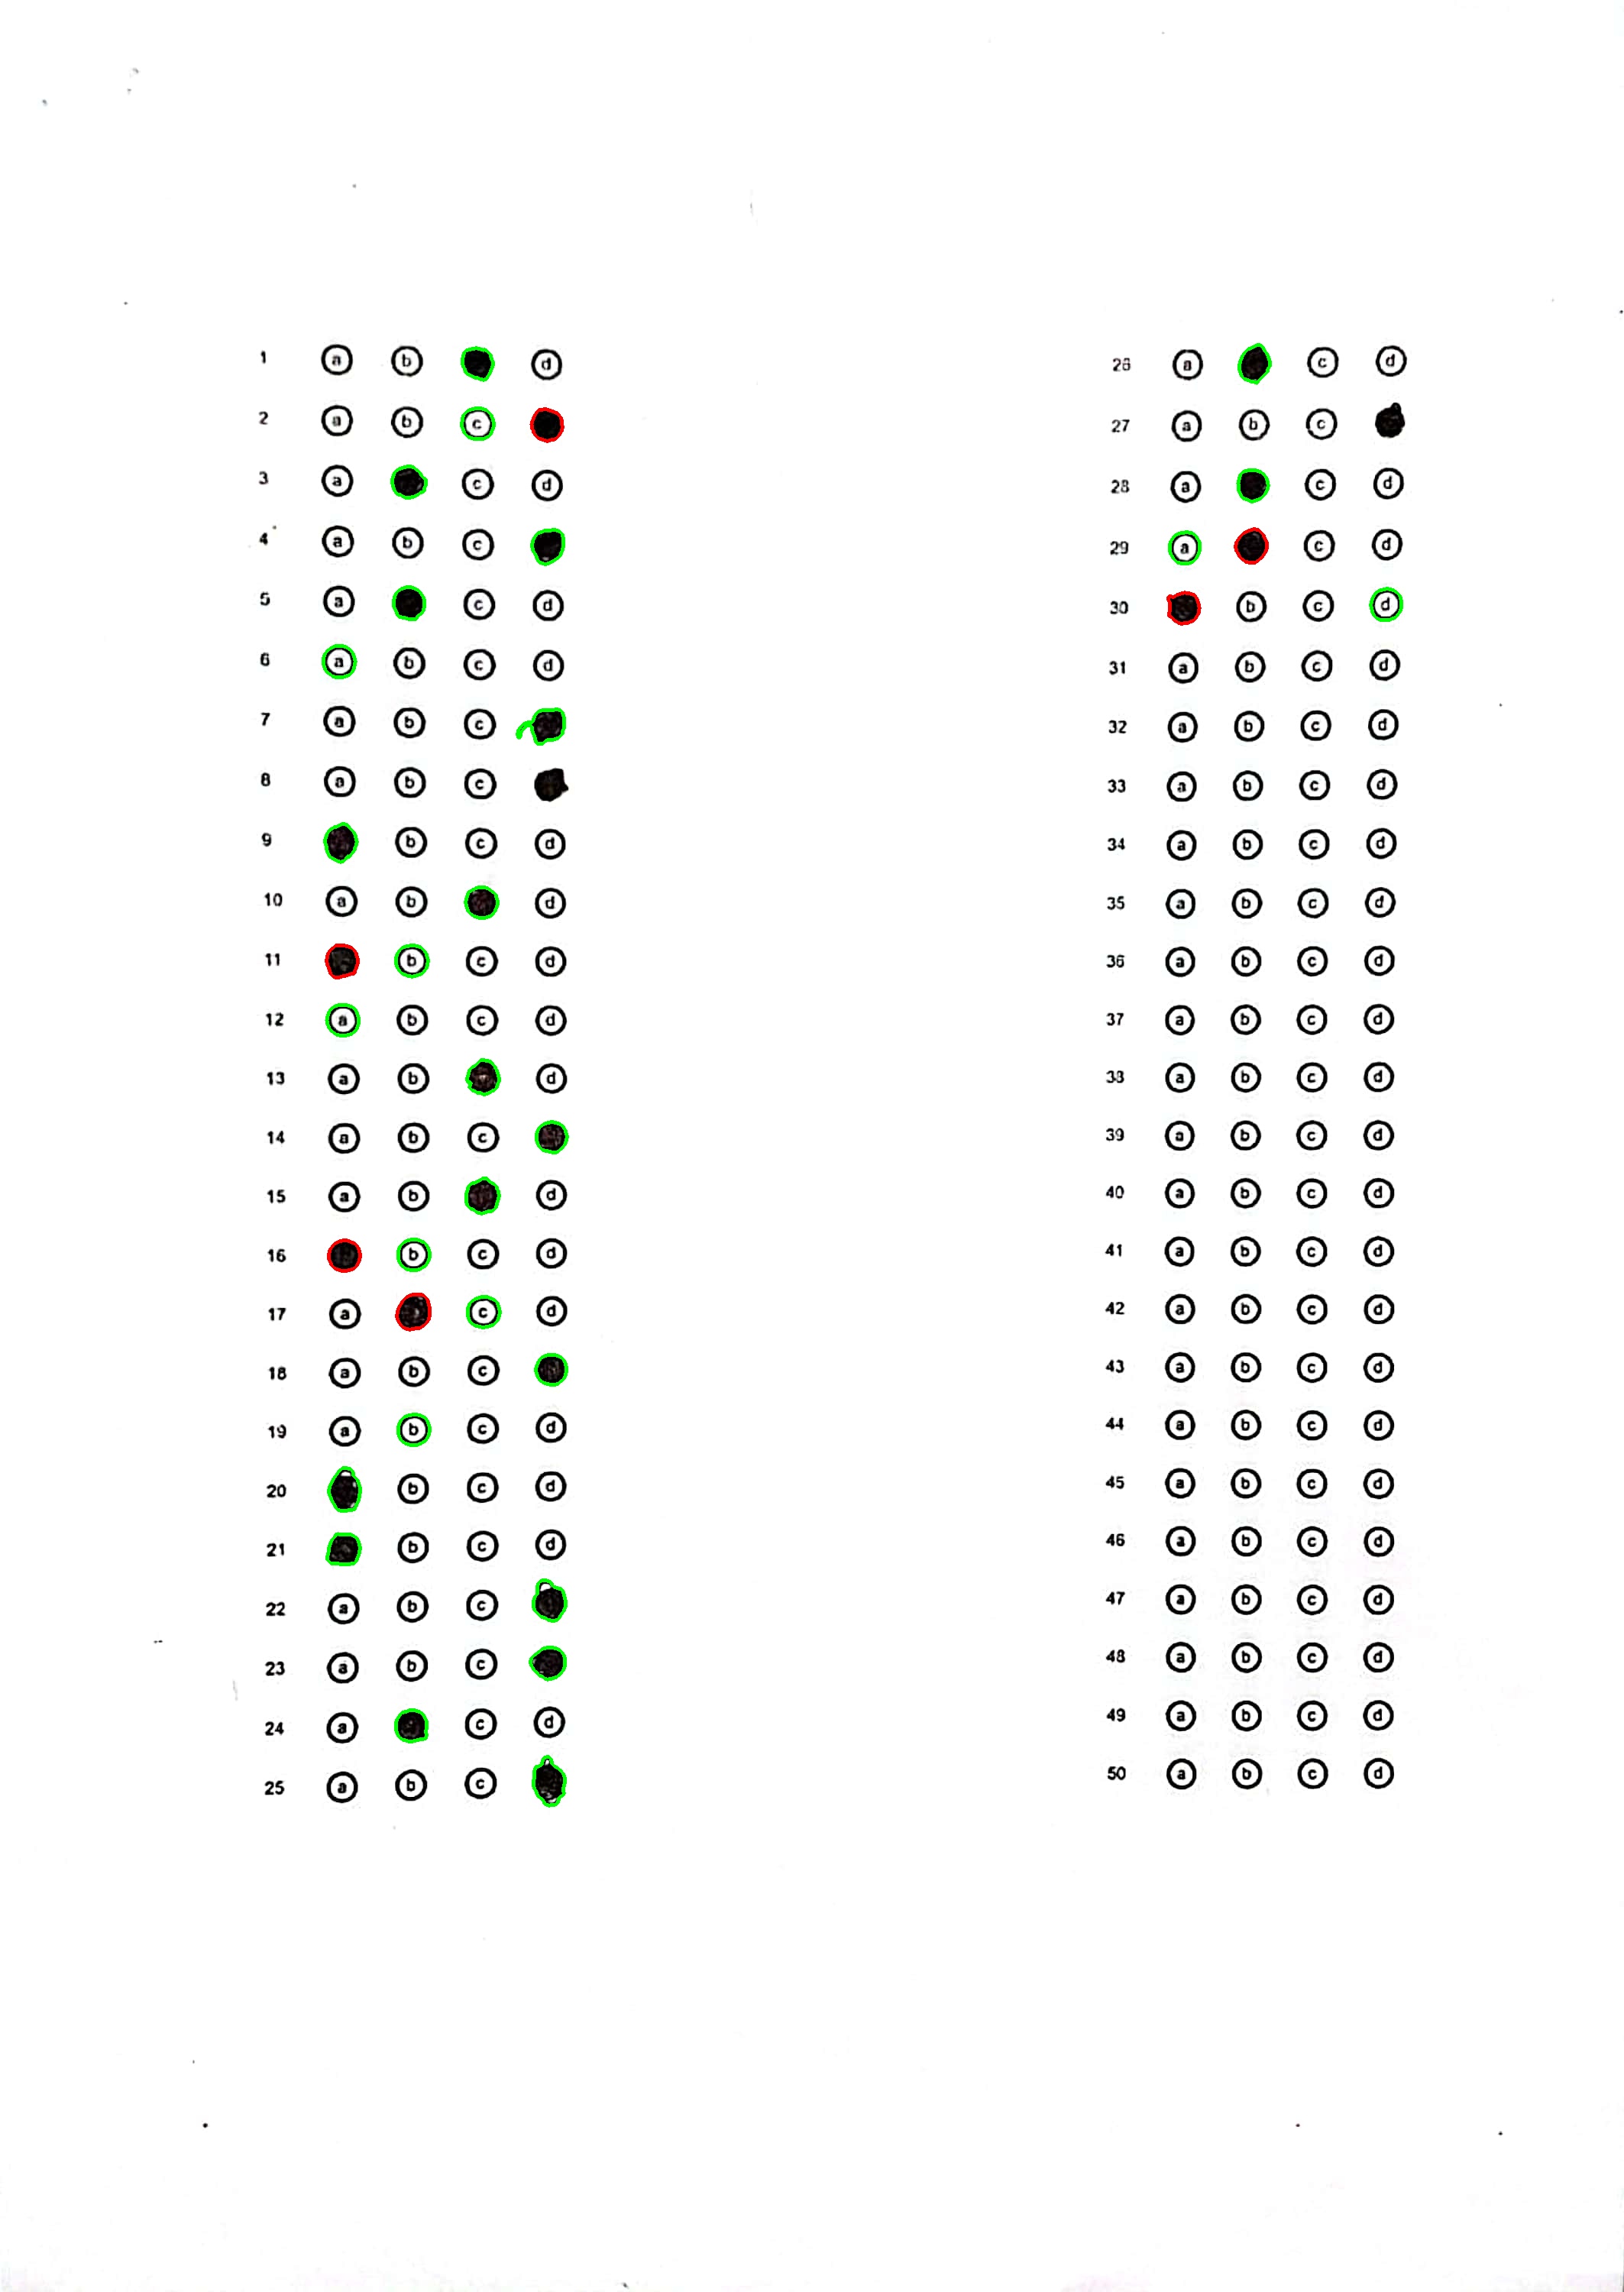 1 a b d
2 a b c
3 a c d
4 a b c
5 a c d
6 a b c d
7 a b c
8 a b c
9 b c d
10 a b d
11 b c d
12 a b c d
13 a b d
14 a b c
15 a b d
16 b c d
17 a c d
18 a b c
19 a b c d
20 b c d
21 b c d
22 a b c
23 a b c
24 a c d
25 a b c
26 a c d
27 a b c
28 a c d
29 a c d
30 b c d
31 a b c d
32 a b c d
33 a b c d
34 a b c d
35 a b c d
36 a b c d
37 a b c d
38 a b c d
39 a b c d
40 a b c d
41 a b c d
42 a b c d
43 a b c d
44 a b c d
45 a b c d
46 a b c d
47 a b c d
48 a b c d
49 a b c d
50 a b c d